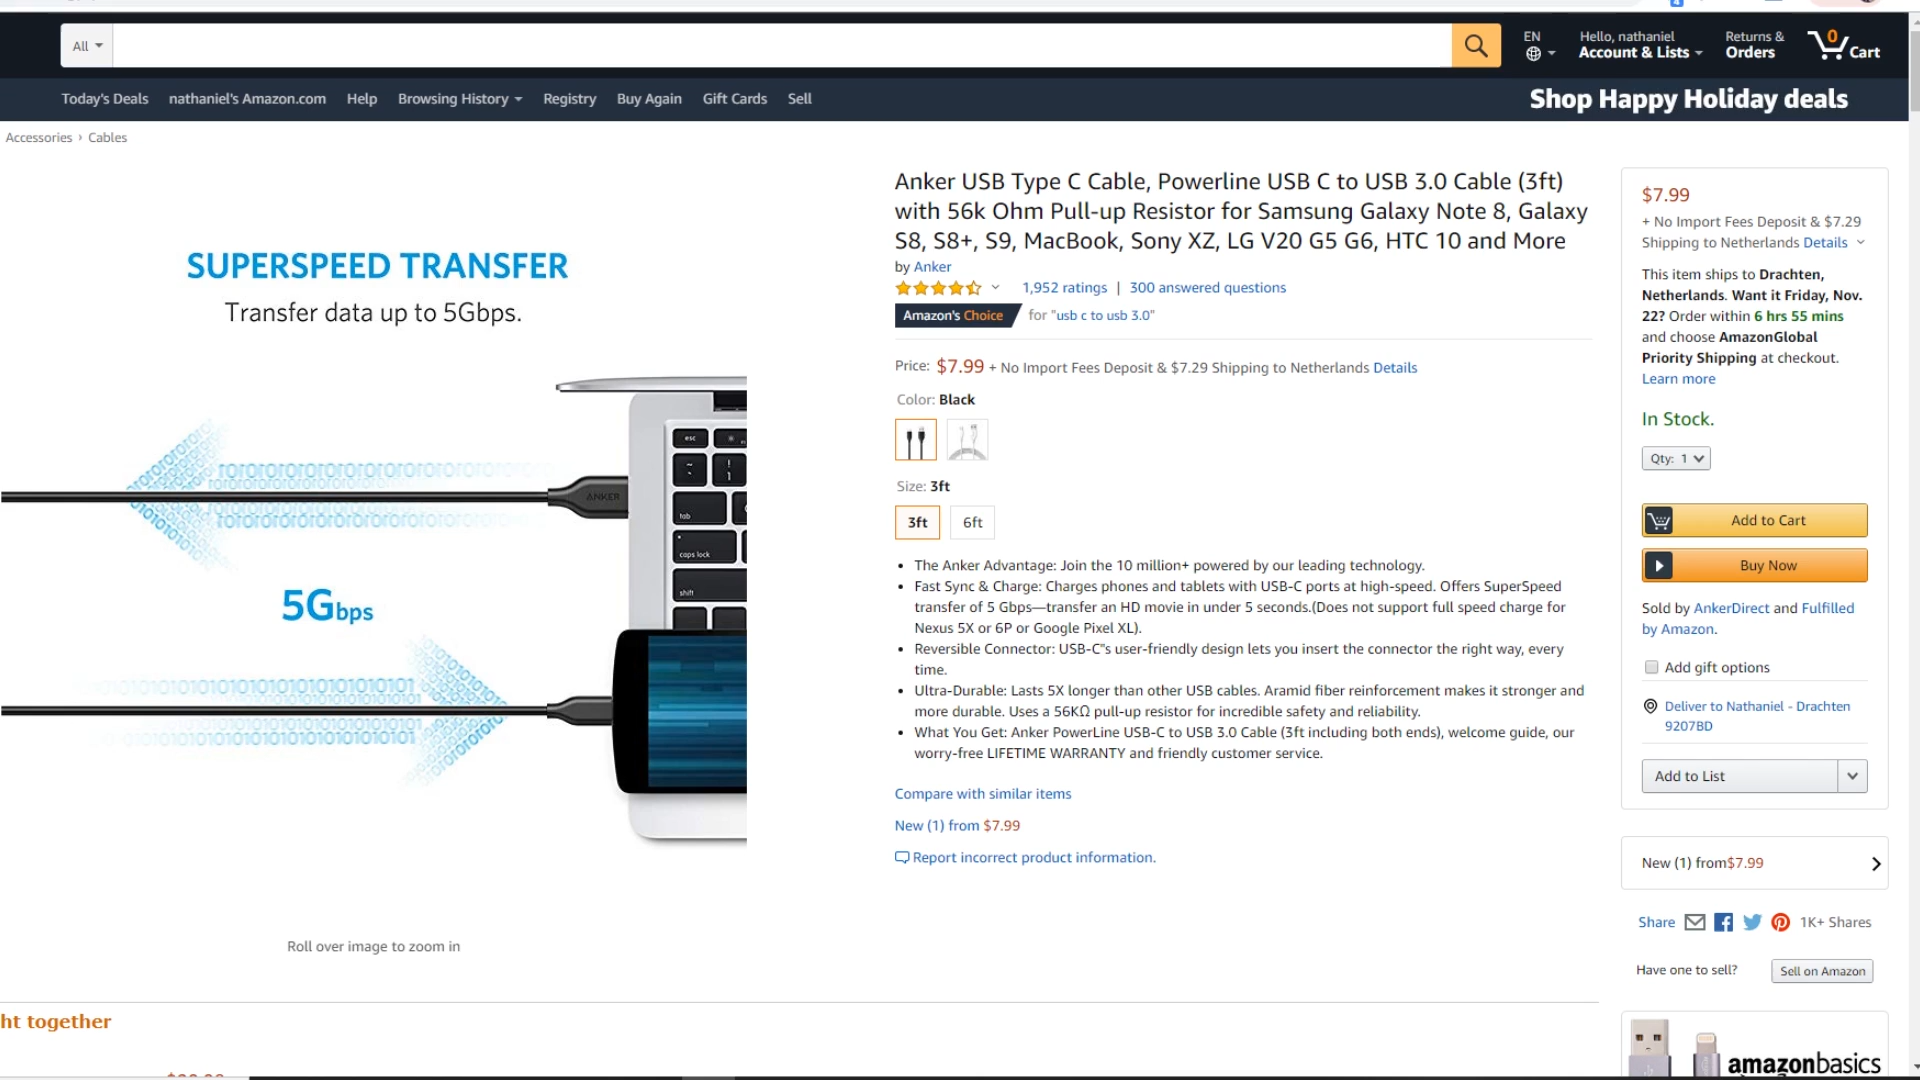 All
EN
Hello, nathaniel
Account & Lists
Returns &
Orders
0
Cart
Today's Deals
nathaniel's Amazon.com
Help
Browsing History
Registry
Buy Again
Gift Cards
Sell
Shop Happy Holiday deals
Accessories › Cables
SUPERSPEED TRANSFER
Transfer data up to 5Gbps.
ANKER
esc
tab
caps lock
shift
5Gbps
Roll over image to zoom in
Anker USB Type C Cable, Powerline USB C to USB 3.0 Cable (3ft)
with 56k Ohm Pull-up Resistor for Samsung Galaxy Note 8, Galaxy
S8, S8+, S9, MacBook, Sony XZ, LG V20 G5 G6, HTC 10 and More
by Anker
1,952 ratings | 300 answered questions
Amazon's Choice for "usb c to usb 3.0"
Price: $7.99 + No Import Fees Deposit & $7.29 Shipping to Netherlands Details
Color: Black
Size: 3ft
3ft
6ft
• The Anker Advantage: Join the 10 million+ powered by our leading technology.
• Fast Sync & Charge: Charges phones and tablets with USB-C ports at high-speed. Offers SuperSpeed
transfer of 5 Gbps—transfer an HD movie in under 5 seconds.(Does not support full speed charge for
Nexus 5X or 6P or Google Pixel XL).
• Reversible Connector: USB-C"s user-friendly design lets you insert the connector the right way, every
time.
• Ultra-Durable: Lasts 5X longer than other USB cables. Aramid fiber reinforcement makes it stronger and
more durable. Uses a 56KΩ pull-up resistor for incredible safety and reliability.
• What You Get: Anker PowerLine USB-C to USB 3.0 Cable (3ft including both ends), welcome guide, our
worry-free LIFETIME WARRANTY and friendly customer service.
Compare with similar items
New (1) from $7.99
Report incorrect product information.
$7.99
+ No Import Fees Deposit & $7.29
Shipping to Netherlands Details
This item ships to Drachten,
Netherlands. Want it Friday, Nov.
22? Order within 6 hrs 55 mins
and choose AmazonGlobal
Priority Shipping at checkout.
Learn more
In Stock.
Qty: 1
Add to Cart
Buy Now
Sold by AnkerDirect and Fulfilled
by Amazon.
Add gift options
Deliver to Nathaniel - Drachten
9207BD
Add to List
New (1) from$7.99
Share
1K+ Shares
Have one to sell?
Sell on Amazon
ht together
amazonbasics